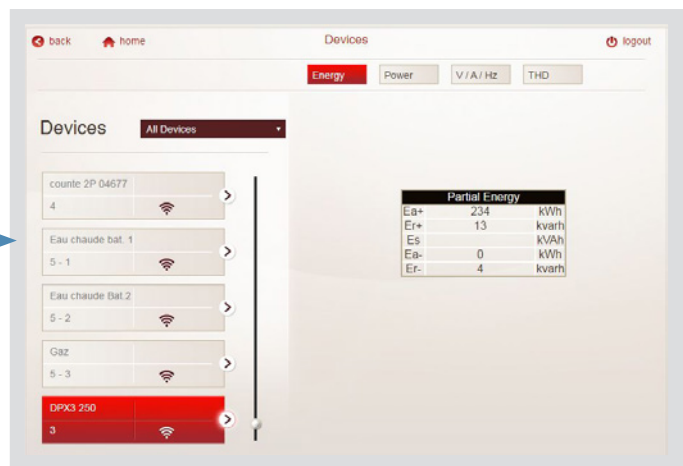 back home Devices logout
Energy Power V / A / Hz THD
Devices All Devices
counte 2P 04677
4
Eau chaude bat. 1
5 - 1
Eau chaude Bat.2
5 - 2
Gaz
5 - 3
DPX3 250
3
Partial Energy
Ea+ 234 kWh
Er+ 13 kvarh
Es kVAh
Ea- 0 kWh
Er- 4 kvarh